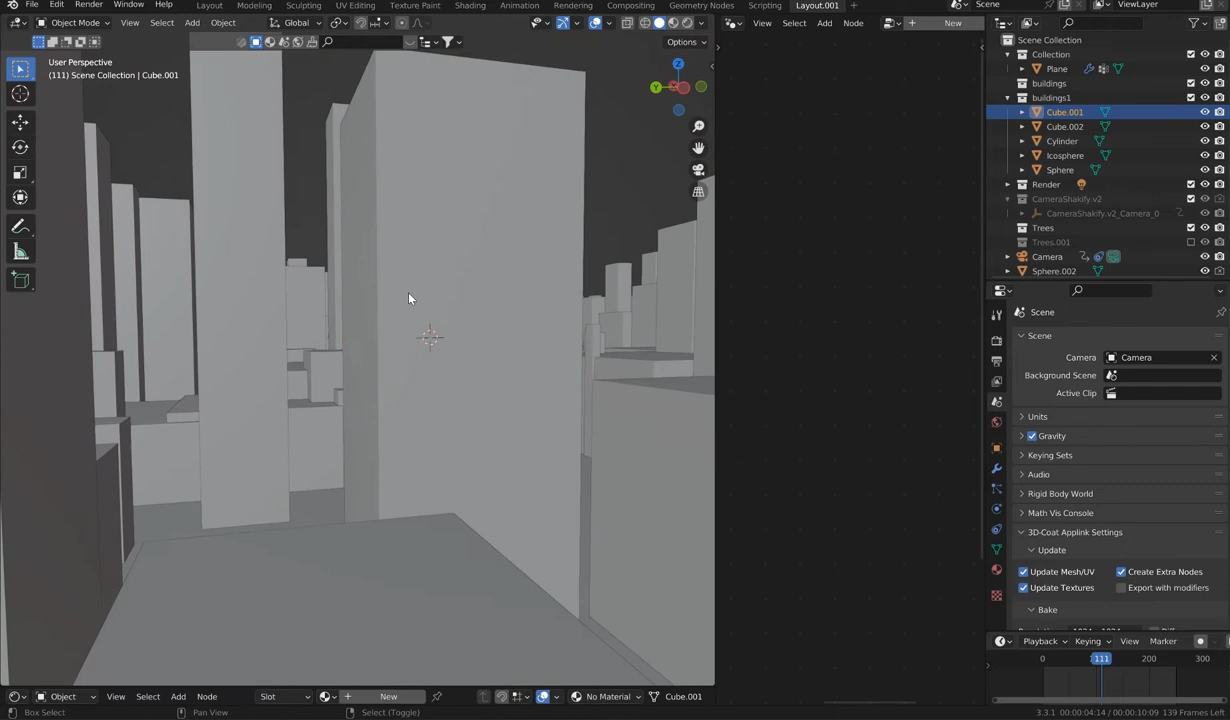 File Edit Render Window Help Layout Modeling Sculpting UV Editing Texture Paint Shading Animation Rendering Compositing Geometry Nodes Scripting Layout.001 + Scene ViewLayer
Object Mode View Select Add Object Global View Select Add Node New
Options
User Perspective
(111) Scene Collection | Cube.001
Z
Y
Scene Collection
Collection
Plane
buildings
buildings1
Cube.001
Cube.002
Cylinder
Icosphere
Sphere
Render
CameraShakify.v2
CameraShakify.v2_Camera_0
Trees
Trees.001
Camera
Sphere.002
Scene
Scene
Camera Camera
Background Scene
Active Clip
Units
Gravity
Keying Sets
Audio
Rigid Body World
Math Vis Console
3D-Coat Applink Settings
Update
Update Mesh/UV Create Extra Nodes
Update Textures Export with modifiers
Bake
Playback Keying View Marker
0 111 200 300
Object View Select Add Node Slot New No Material Cube.001
Box Select Pan View Select (Toggle) 3.3.1 00:00:04:14 / 00:00:10:09 139 Frames Left